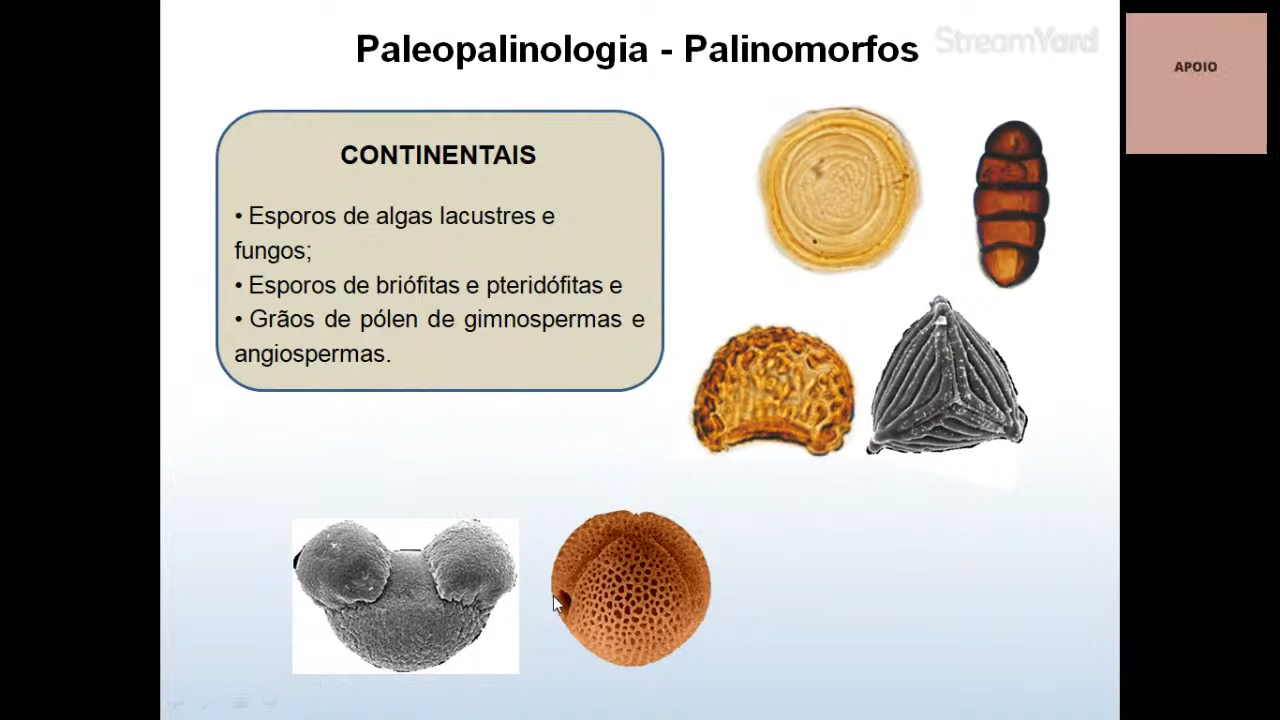 Paleopalinologia - Palinomorfos
StreamYard
APOIO
CONTINENTAIS
• Esporos de algas lacustres e
fungos;
• Esporos de briófitas e pteridófitas e
• Grãos de pólen de gimnospermas e
angiospermas.